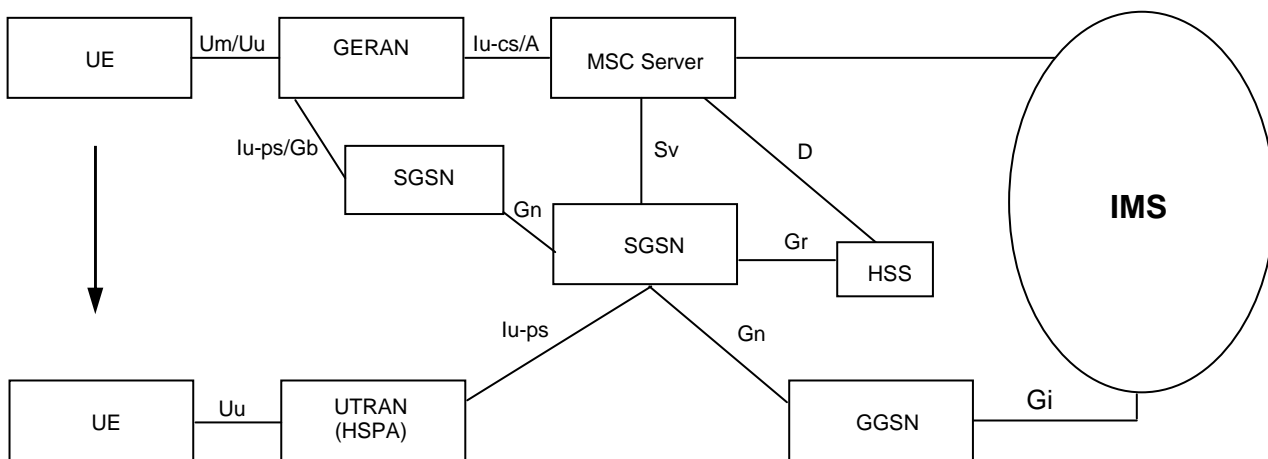 UE
Um/Uu
GERAN
Iu-cs/A
MSC Server
Iu-ps/Gb
SGSN
Gn
Sv
D
SGSN
Gr
HSS
IMS
Iu-ps
Gn
UE
Uu
UTRAN
(HSPA)
GGSN
Gi